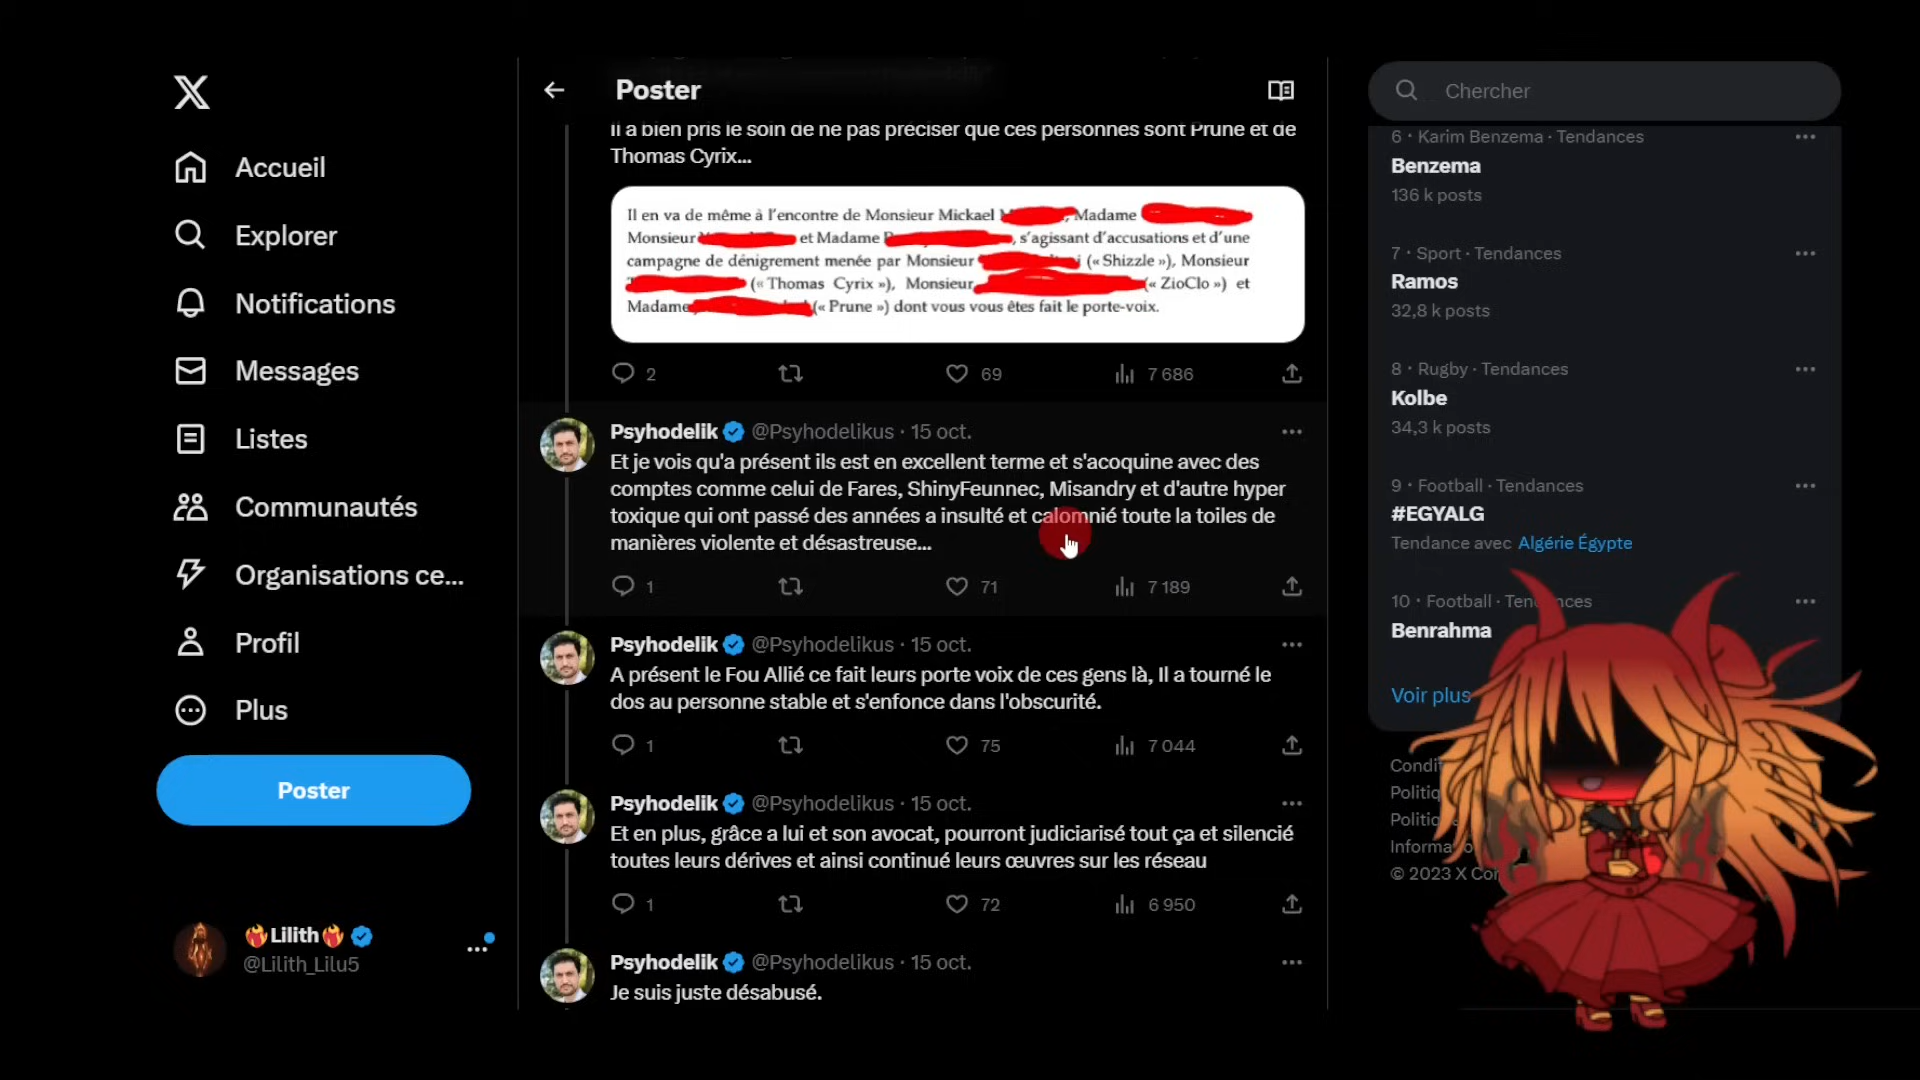 Accueil
Explorer
Notifications
Messages
Listes
Communautés
Organisations ce...
Profil
Plus
Poster
🔥Lilith🔥
@Lilith_Lilu5
Poster
Il a bien pris le soin de ne pas préciser que ces personnes sont Prune et de
Thomas Cyrix...
Il en va de même à l'encontre de Monsieur Mickael Madame
Monsieur et Madame , s'agissant d'accusations et d'une
campagne de dénigrement menée par Monsieur (« Shizzle »), Monsieur
(« Thomas Cyrix »), Monsieur (« ZioClo ») et
Madame (« Prune ») dont vous vous êtes fait le porte-voix.
2 69 7 686
Psyhodelik @Psyhodelikus · 15 oct.
Et je vois qu'a présent ils est en excellent terme et s'acoquine avec des
comptes comme celui de Fares, ShinyFeunnec, Misandry et d'autre hyper
toxique qui ont passé des années a insulté et calomnié toute la toiles de
manières violente et désastreuse...
1 71 7 189
Psyhodelik @Psyhodelikus · 15 oct.
A présent le Fou Allié ce fait leurs porte voix de ces gens là, Il a tourné le
dos au personne stable et s'enfonce dans l'obscurité.
1 75 7 044
Psyhodelik @Psyhodelikus · 15 oct.
Et en plus, grâce a lui et son avocat, pourront judiciarisé tout ça et silencié
toutes leurs dérives et ainsi continué leurs œuvres sur les réseau
1 72 6 950
Psyhodelik @Psyhodelikus · 15 oct.
Je suis juste désabusé.
Chercher
6 · Karim Benzema · Tendances
Benzema
136 k posts
7 · Sport · Tendances
Ramos
32,8 k posts
8 · Rugby · Tendances
Kolbe
34,3 k posts
9 · Football · Tendances
#EGYALG
Tendance avec Algérie Égypte
10 · Football · Tendances
Benrahma
Voir plus
© 2023 X